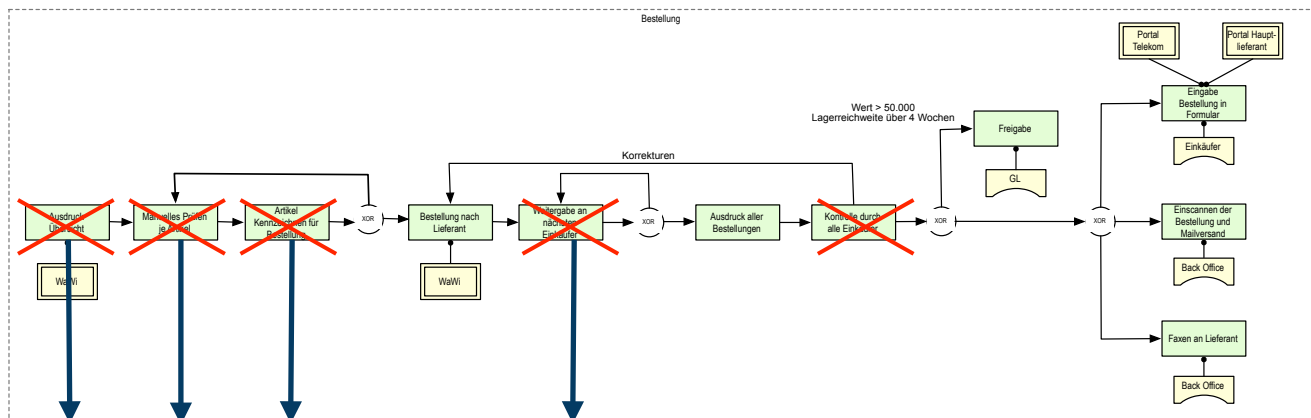 Bestellung
Portal
Telekom
Portal Haupt-
lieferant
Eingabe
Bestellung in
Formular
Einkäufer
Wert > 50.000
Lagerreichweite über 4 Wochen
Freigabe
GL
Korrekturen
Ausdruck
Übersicht
WaWi
Manuelles Prüfen
je Artikel
Artikel
Kennzeichen für
Bestellung
XOR
Bestellung nach
Lieferant
WaWi
Weitergabe an
nächsten
Einkäufer
XOR
Ausdruck aller
Bestellungen
Kontrolle durch
alle Einkäufer
XOR
XOR
Einscannen der
Bestellung und
Mailversand
Back Office
Faxen an Lieferant
Back Office